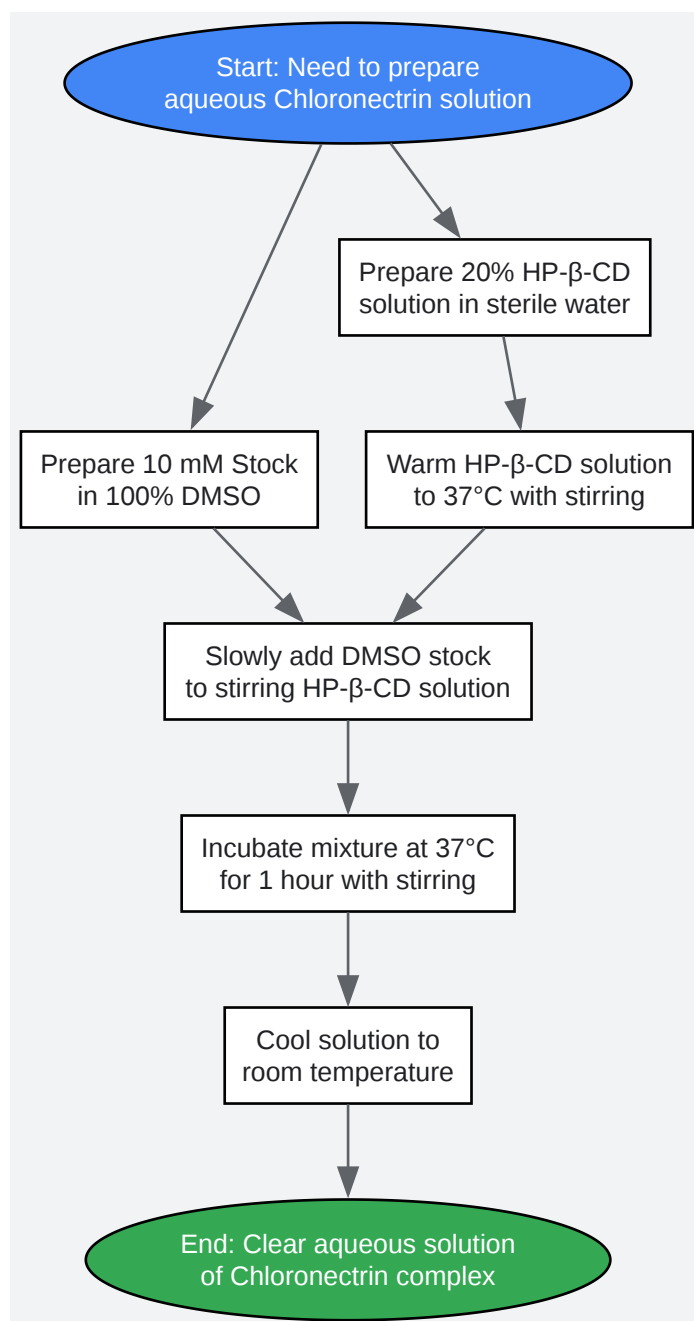 Start: Need to prepare
aqueous Chloronectrin solution
Prepare 20% HP-β-CD
solution in sterile water
Prepare 10 mM Stock
in 100% DMSO
Warm HP-β-CD solution
to 37°C with stirring
Slowly add DMSO stock
to stirring HP-β-CD solution
Incubate mixture at 37°C
for 1 hour with stirring
Cool solution to
room temperature
End: Clear aqueous solution
of Chloronectrin complex